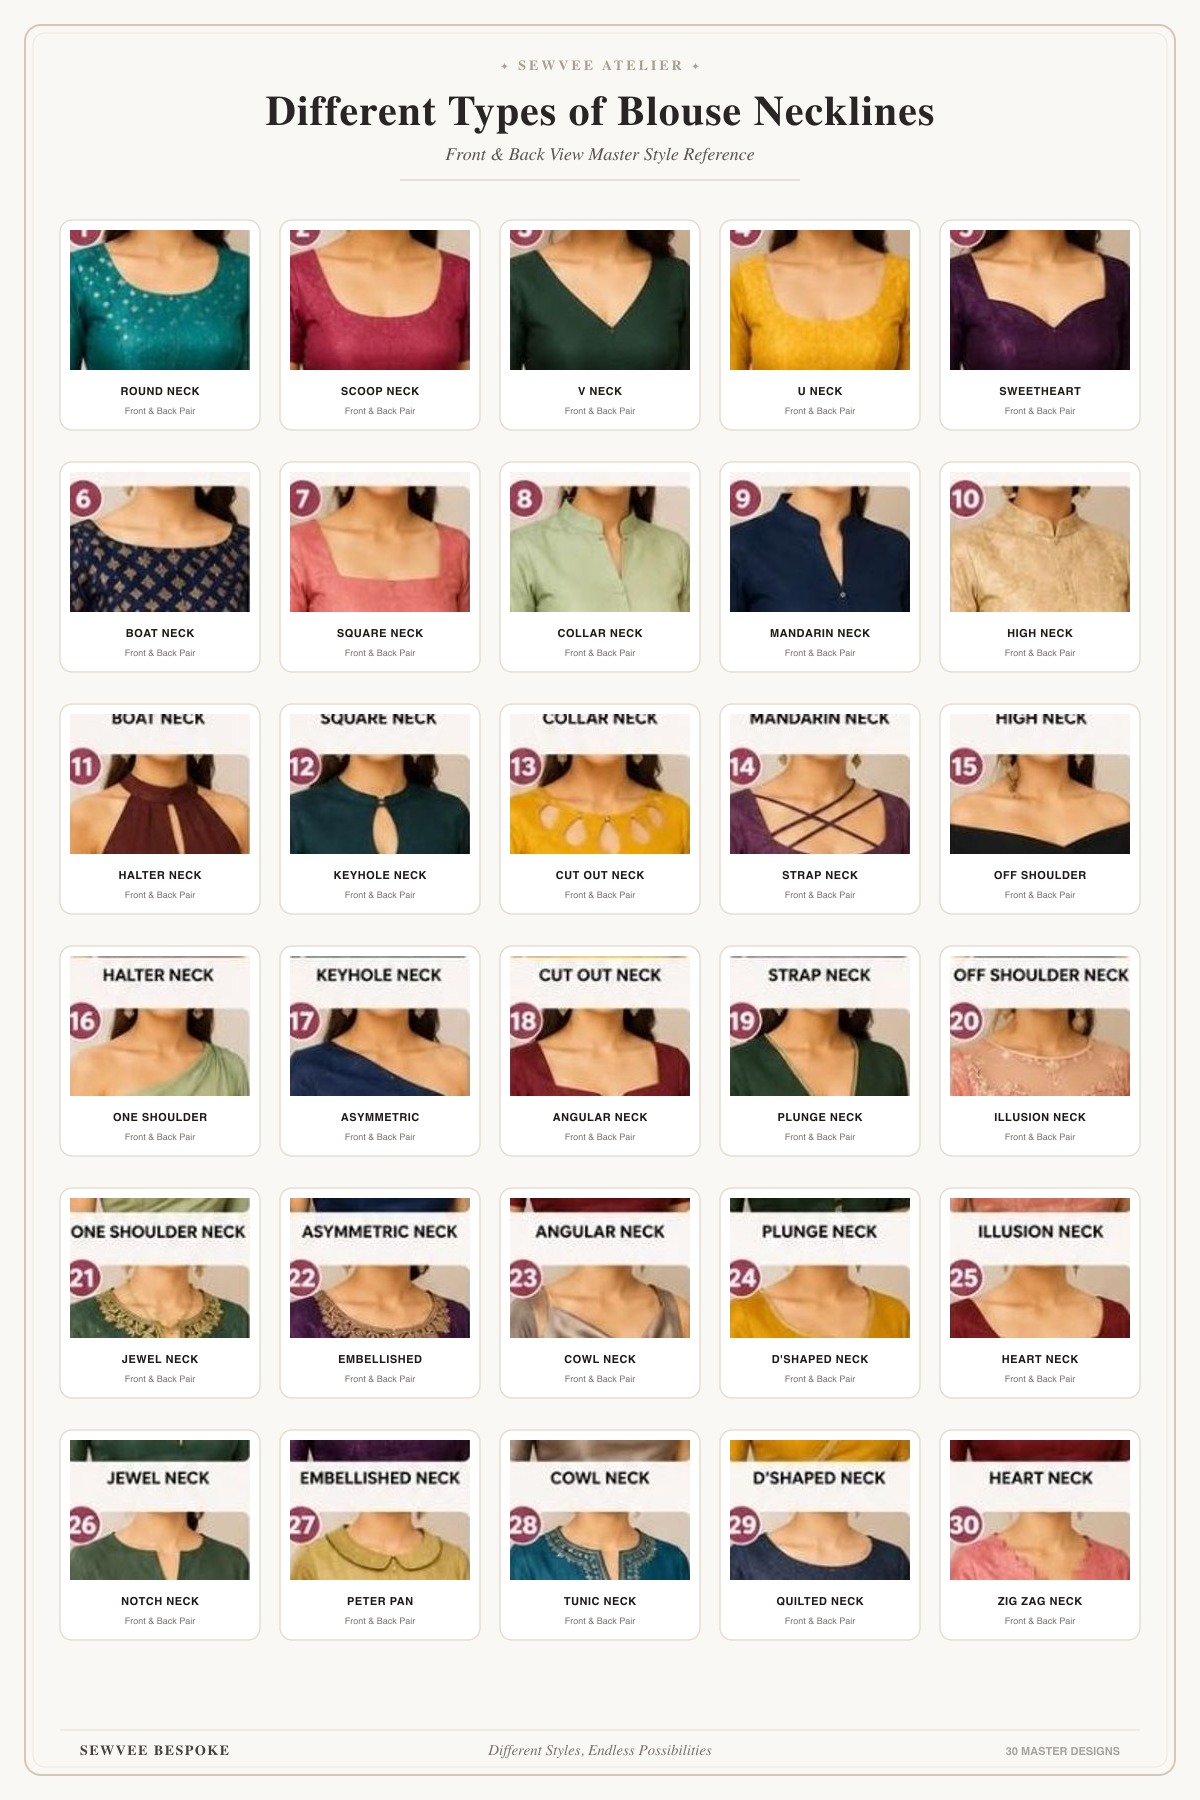 ✦ SEWVEE ATELIER ✦
Different Types of Blouse Necklines
Front & Back View Master Style Reference
1 2 3 4 5
ROUND NECK SCOOP NECK V NECK U NECK SWEETHEART
Front & Back Pair Front & Back Pair Front & Back Pair Front & Back Pair Front & Back Pair
6 7 8 9 10
BOAT NECK SQUARE NECK COLLAR NECK MANDARIN NECK HIGH NECK
Front & Back Pair Front & Back Pair Front & Back Pair Front & Back Pair Front & Back Pair
BOAT NECK SQUARE NECK COLLAR NECK MANDARIN NECK HIGH NECK
11 12 13 14 15
HALTER NECK KEYHOLE NECK CUT OUT NECK STRAP NECK OFF SHOULDER
Front & Back Pair Front & Back Pair Front & Back Pair Front & Back Pair Front & Back Pair
HALTER NECK KEYHOLE NECK CUT OUT NECK STRAP NECK OFF SHOULDER NECK
16 17 18 19 20
ONE SHOULDER ASYMMETRIC ANGULAR NECK PLUNGE NECK ILLUSION NECK
Front & Back Pair Front & Back Pair Front & Back Pair Front & Back Pair Front & Back Pair
ONE SHOULDER NECK ASYMMETRIC NECK ANGULAR NECK PLUNGE NECK ILLUSION NECK
21 22 23 24 25
JEWEL NECK EMBELLISHED COWL NECK D'SHAPED NECK HEART NECK
Front & Back Pair Front & Back Pair Front & Back Pair Front & Back Pair Front & Back Pair
JEWEL NECK EMBELLISHED NECK COWL NECK D'SHAPED NECK HEART NECK
26 27 28 29 30
NOTCH NECK PETER PAN TUNIC NECK QUILTED NECK ZIG ZAG NECK
Front & Back Pair Front & Back Pair Front & Back Pair Front & Back Pair Front & Back Pair
SEWVEE BESPOKE Different Styles, Endless Possibilities 30 MASTER DESIGNS